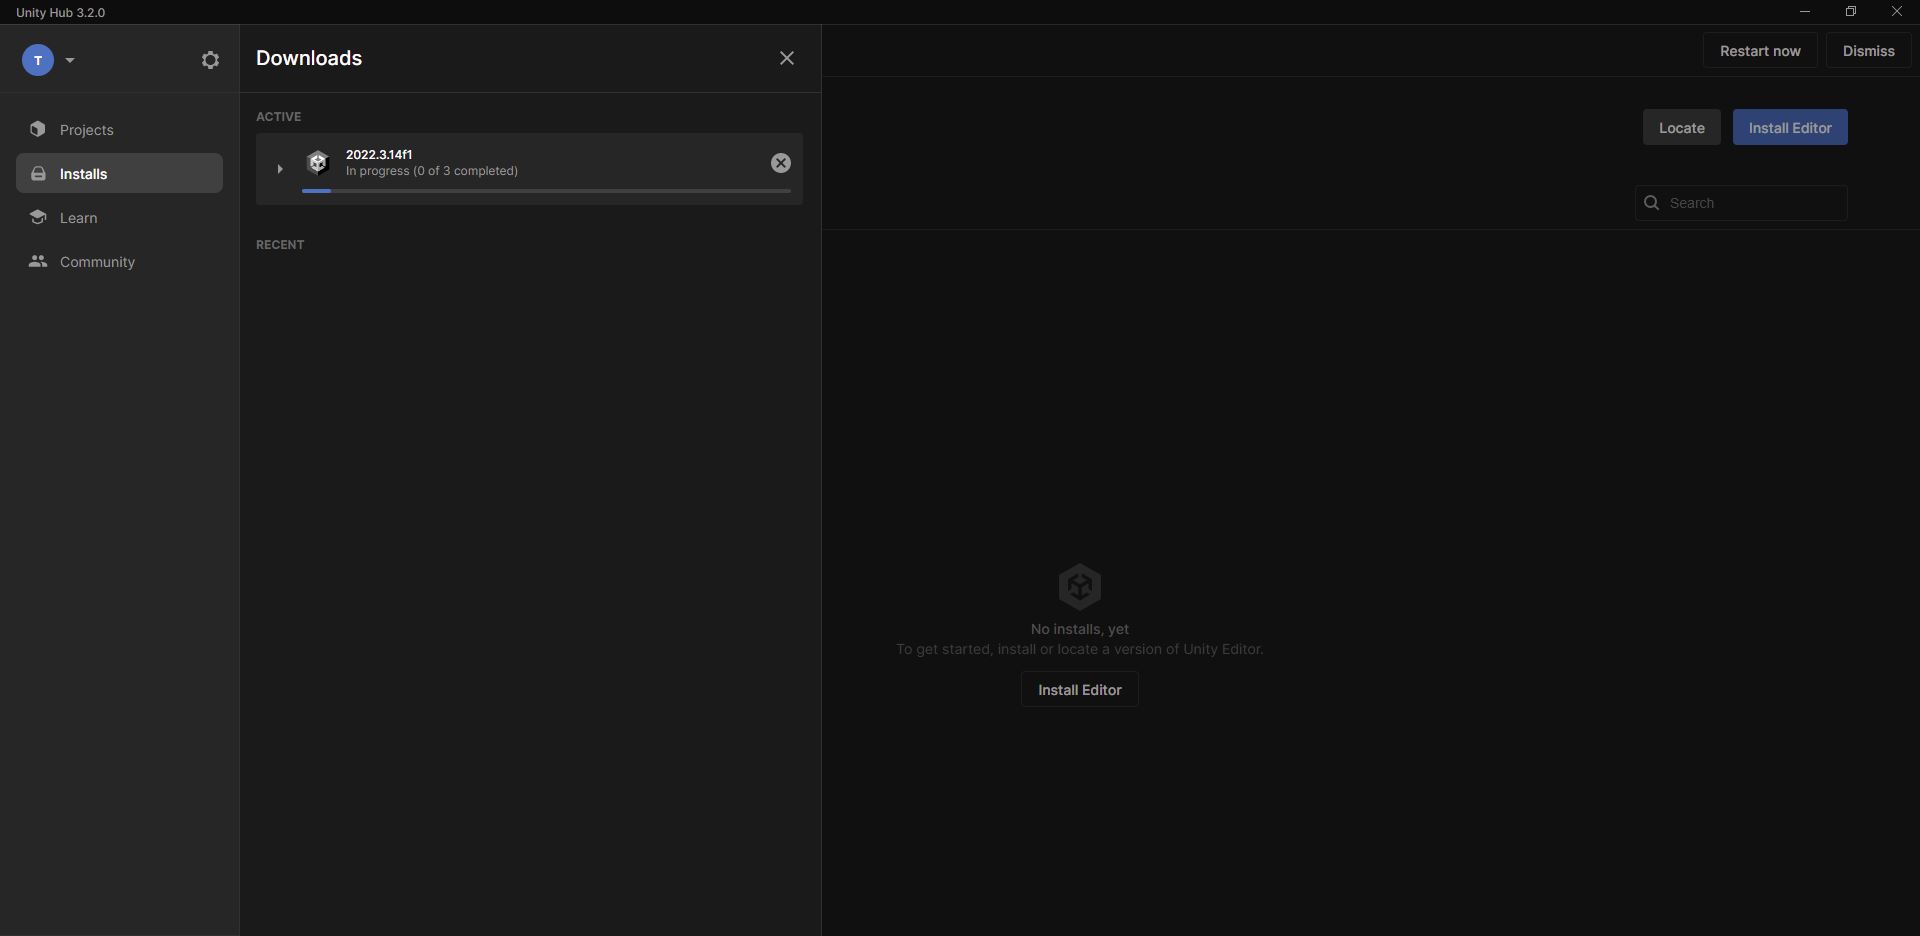 Unity Hub 3.2.0
T
Projects
Installs
Learn
Community
Downloads
ACTIVE
2022.3.14f1
In progress (0 of 3 completed)
RECENT
Restart now
Dismiss
Locate
Install Editor
Search
No installs, yet
To get started, install or locate a version of Unity Editor.
Install Editor